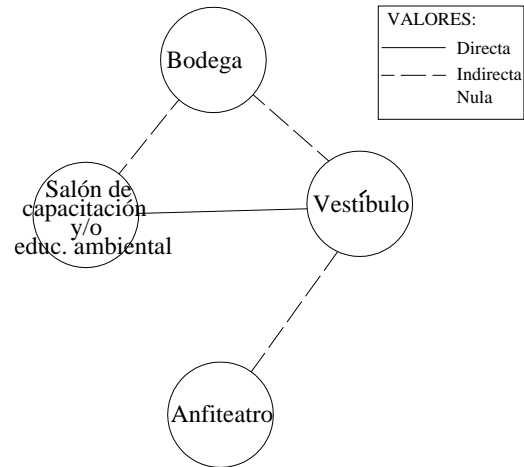 VALORES:
Directa
Indirecta
Nula
Bodega
Salón de
capacitación
y/o
educ. ambiental
Vestíbulo
Anfiteatro